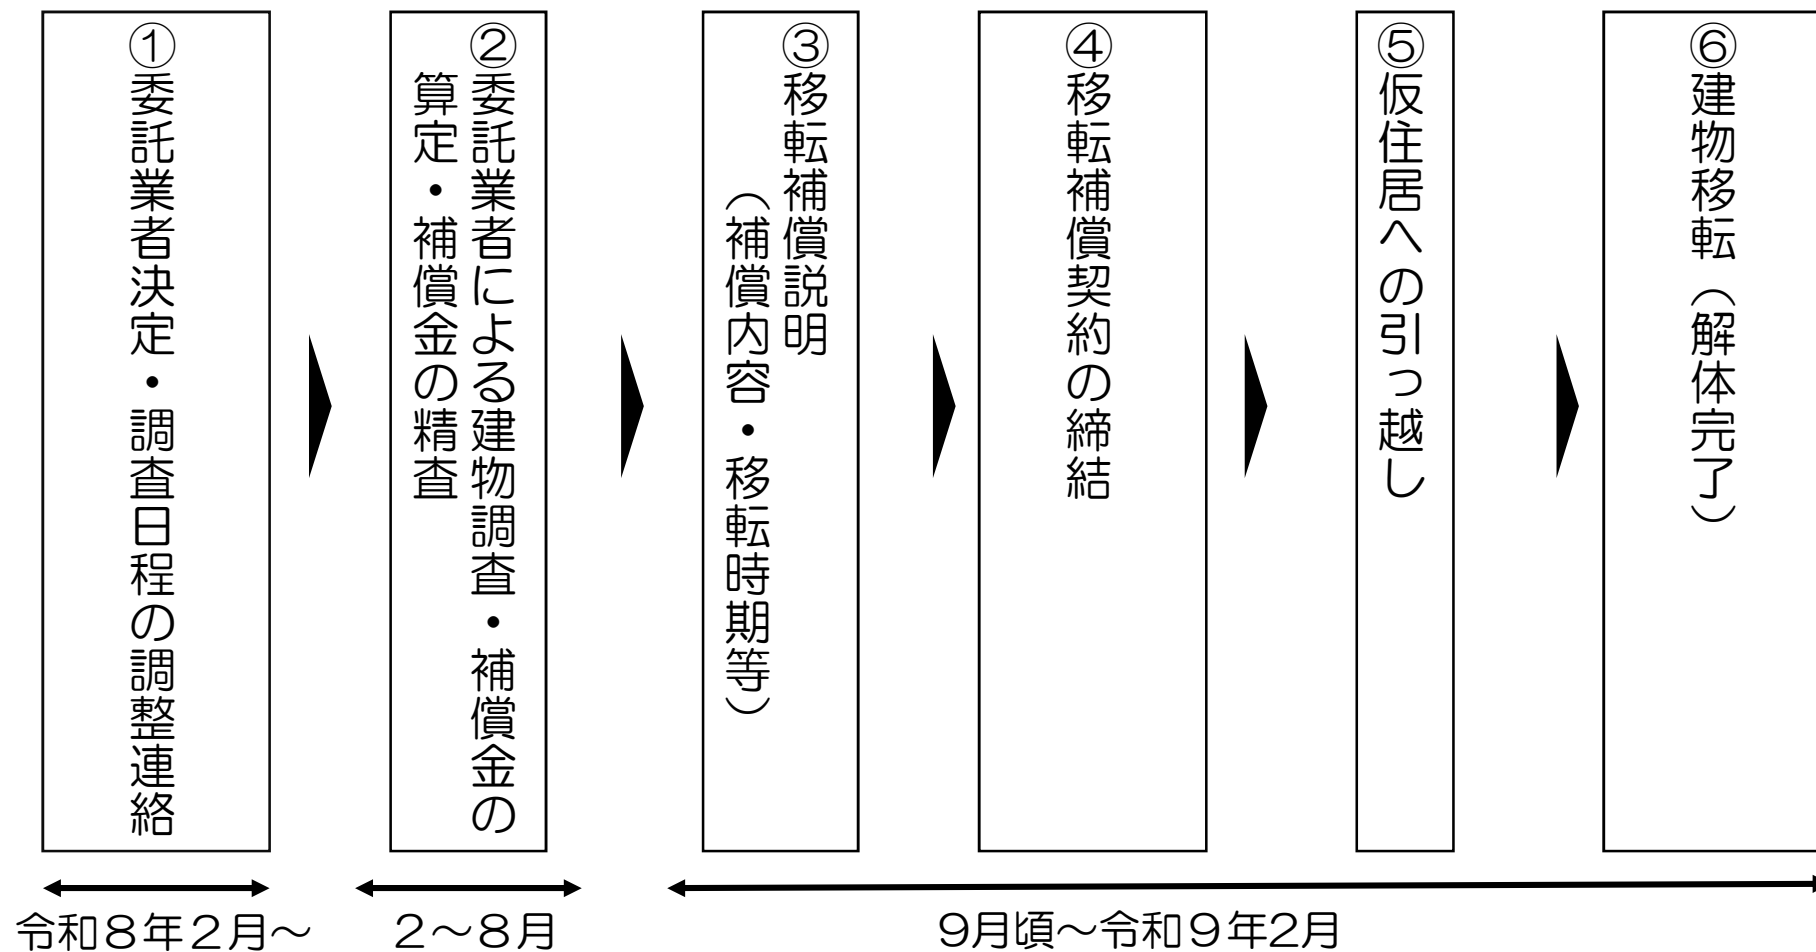 ①委託業者決定・調査日程の調整連絡
②委託業者による建物調査・補償金の
算定・補償金の精査
③移転補償説明
（補償内容・移転時期等）
④移転補償契約の締結
⑤仮住居への引っ越し
⑥建物移転（解体完了）
令和８年２月～
２～８月
９月頃～令和９年２月